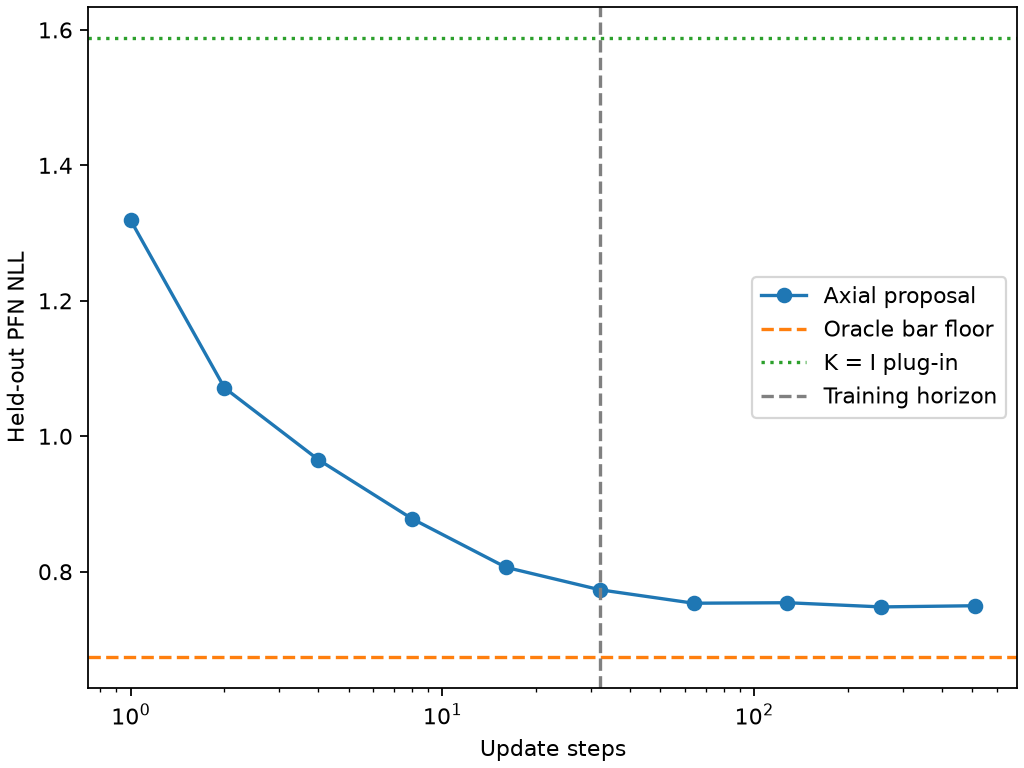 1.6
1.4
1.2
1.0
0.8
Held-out PFN NLL
Axial proposal
Oracle bar floor
K = I plug-in
Training horizon
10⁰
10¹
10²
Update steps